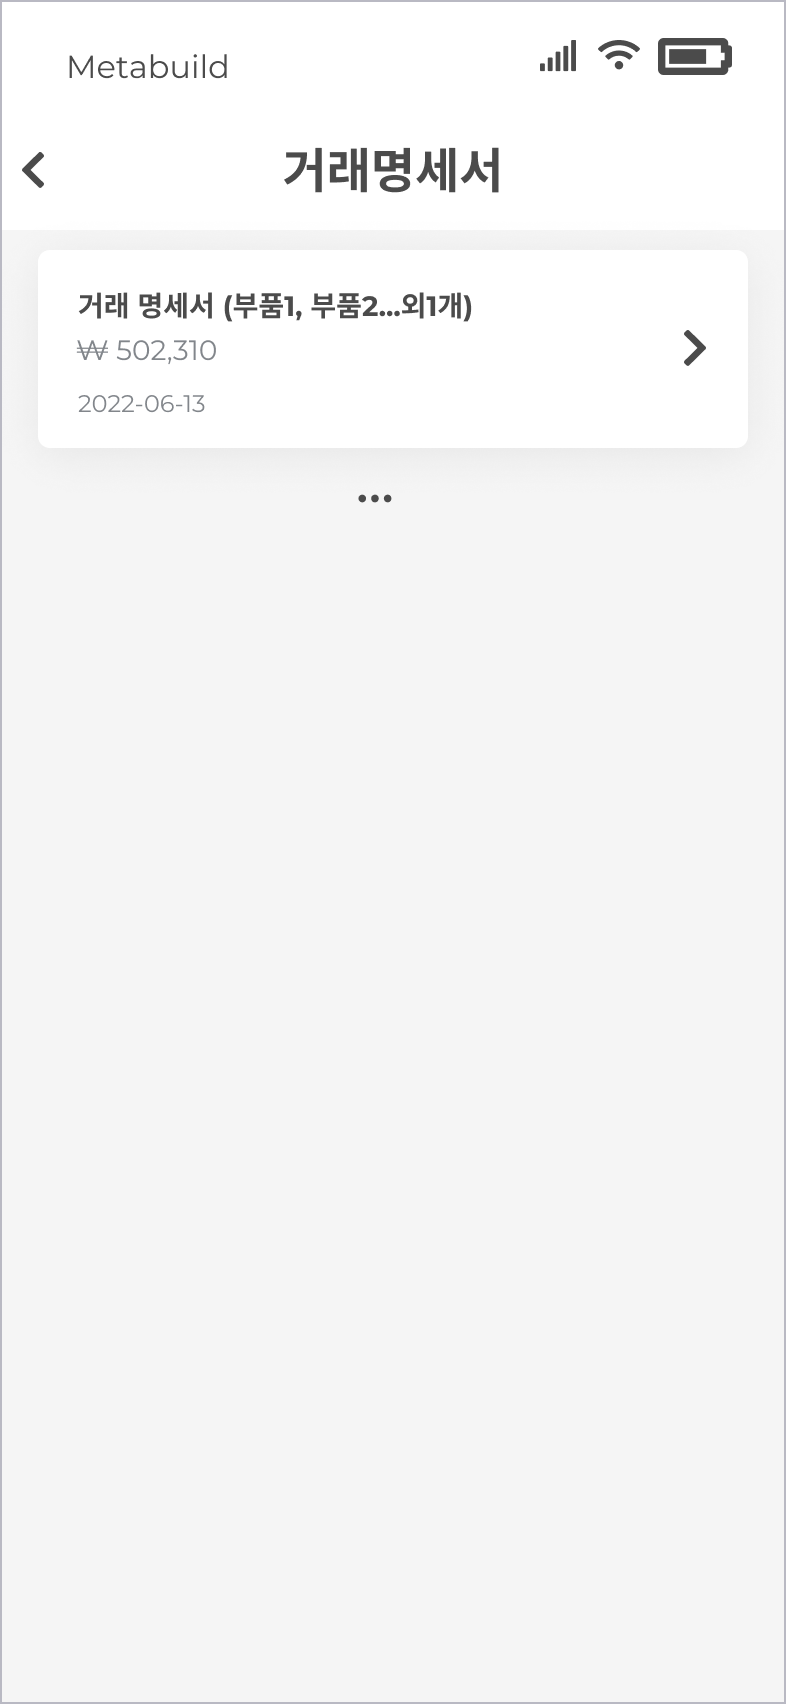 Metabuild
거래명세서
거래 명세서 (부품1, 부품2...외1개)
₩ 502,310
2022-06-13
...